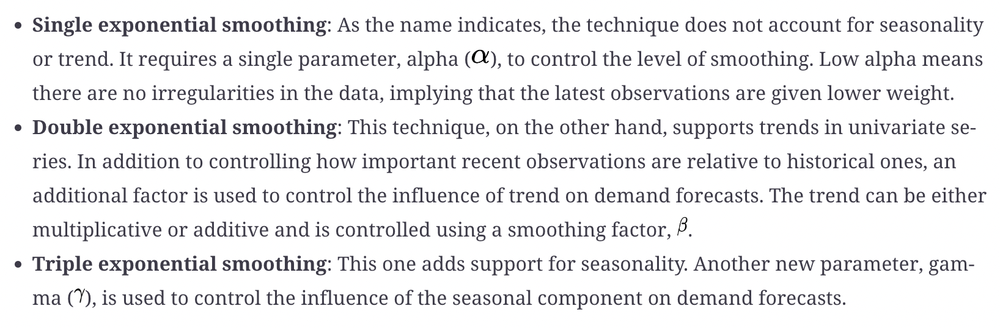 • Single exponential smoothing: As the name indicates, the technique does not account for seasonality
or trend. It requires a single parameter, alpha (α), to control the level of smoothing. Low alpha means
there are no irregularities in the data, implying that the latest observations are given lower weight.
• Double exponential smoothing: This technique, on the other hand, supports trends in univariate se-
ries. In addition to controlling how important recent observations are relative to historical ones, an
additional factor is used to control the influence of trend on demand forecasts. The trend can be either
multiplicative or additive and is controlled using a smoothing factor, β.
• Triple exponential smoothing: This one adds support for seasonality. Another new parameter, gam-
ma (γ), is used to control the influence of the seasonal component on demand forecasts.